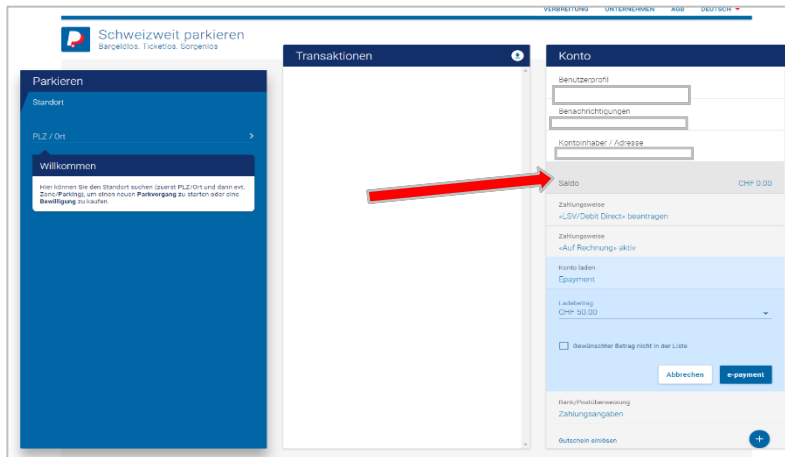 VERBREITUNG UNTERNEHMEN AGB DEUTSCH
Schweizweit parkieren
Bargeldlos. Ticketlos. Sorgenlos
Parkieren
Standort
PLZ / Ort
Willkommen
Hier können Sie den Standort suchen (zuerst PLZ/Ort und dann evt.
Zone/Parking), um einen neuen Parkvorgang zu starten oder eine
Bewilligung zu kaufen.
Transaktionen
Konto
Benutzerprofil
Benachrichtigungen
Kontoinhaber / Adresse
Saldo CHF 0.00
Zahlungsweise
«LSV/Debit Direct» beantragen
Zahlungsweise
«Auf Rechnung» aktiv
Konto laden
Epayment
Ladebetrag
CHF 50.00
Gewünschter Betrag nicht in der Liste
Abbrechen e-payment
Bank/Postüberweisung
Zahlungsangaben
Gutschein einlösen